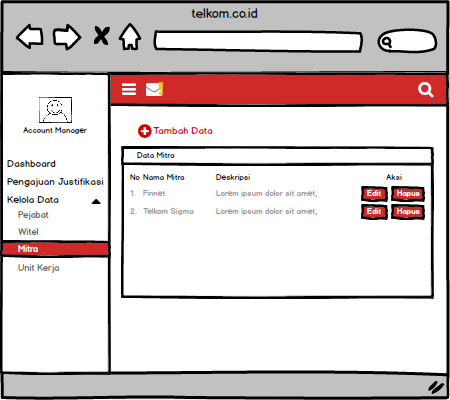 telkom.co.id
Account Manager
Dashboard
Pengajuan Justifikasi
Kelola Data
Pejabat
Witel
Mitra
Unit Kerja
Tambah Data
Data Mitra
No Nama Mitra Deskripsi Aksi
1. Finnet Lorem ipsum dolor sit amet, Edit Hapus
2. Telkom Sigma Lorem ipsum dolor sit amet, Edit Hapus